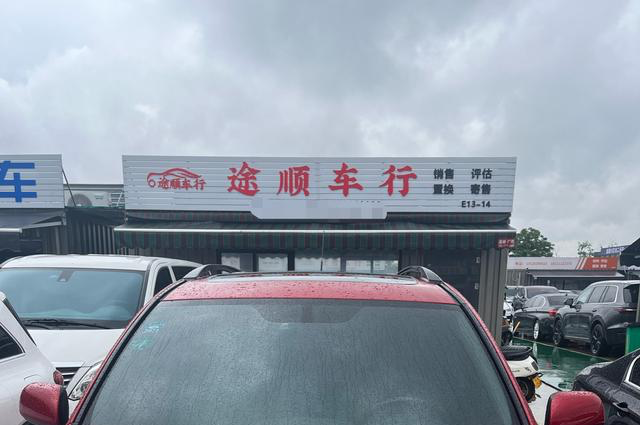 车
途顺车行
途顺车行
销售 评估
置换 寄售
E13-14